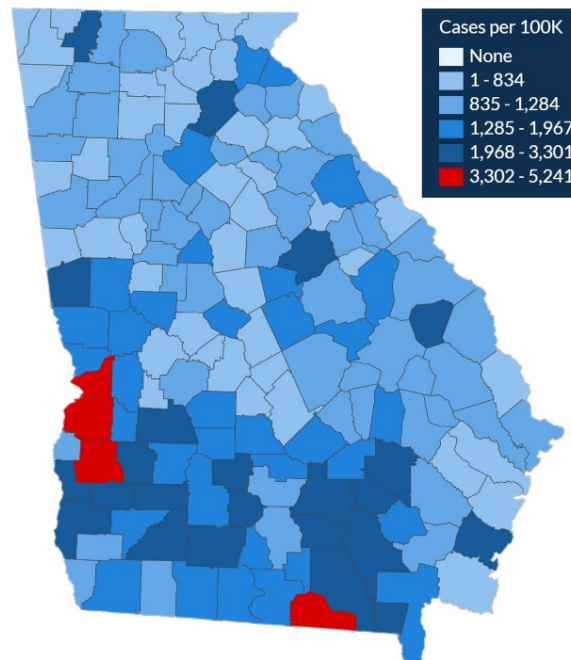 Cases per 100K
None
1 - 834
835 - 1,284
1,285 - 1,967
1,968 - 3,301
3,302 - 5,241